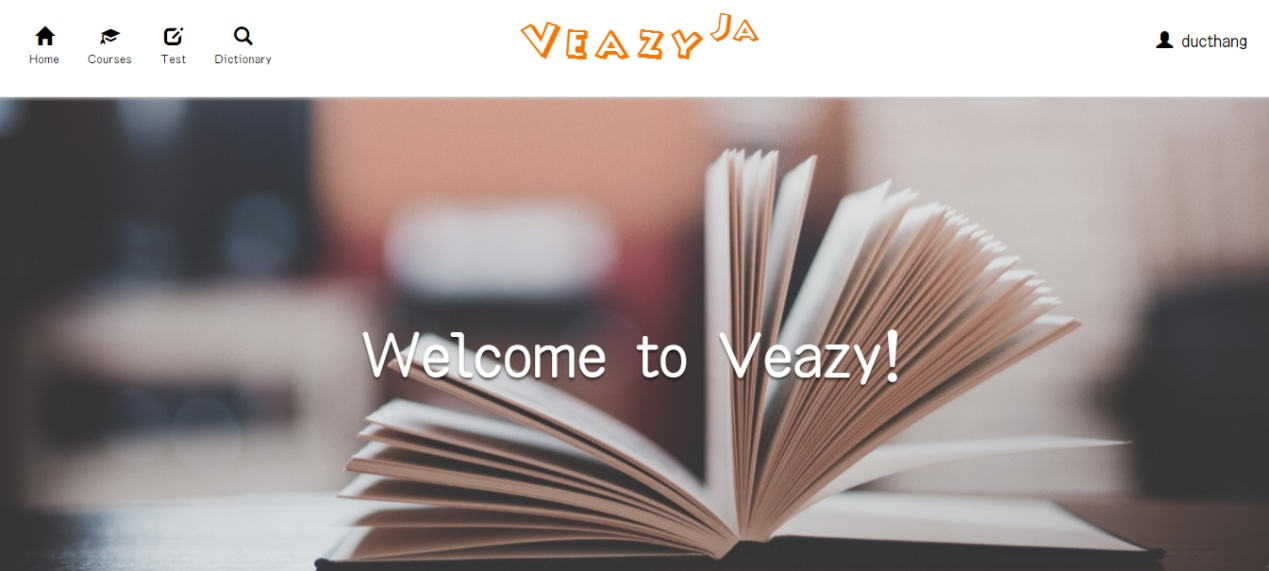 Home Courses Test Dictionary
VEAZY JA
ducthang
Welcome to Veazy!